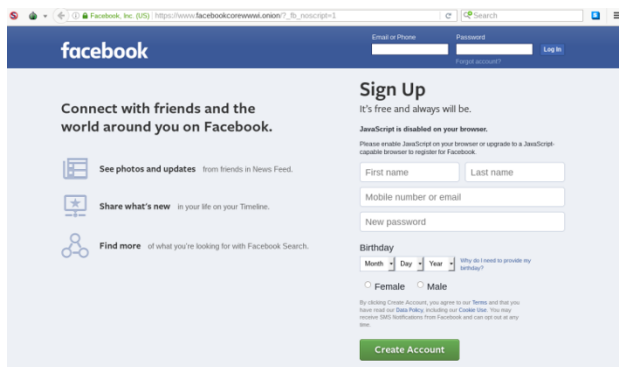 Facebook, Inc. (US) https://www.facebookcorewwwi.onion/?_fb_noscript=1
Search
facebook
Email or Phone
Password
Log In
Forgot account?
Connect with friends and the
world around you on Facebook.
See photos and updates from friends in News Feed.
Share what's new in your life on your Timeline.
Find more of what you're looking for with Facebook Search.
Sign Up
It's free and always will be.
JavaScript is disabled on your browser.
Please enable JavaScript on your browser or upgrade to a JavaScript-
capable browser to register for Facebook.
First name
Last name
Mobile number or email
New password
Birthday
Month Day Year
Why do I need to provide my
birthday?
Female Male
By clicking Create Account, you agree to our Terms and that you
have read our Data Policy, including our Cookie Use. You may
receive SMS Notifications from Facebook and can opt out at any
time.
Create Account